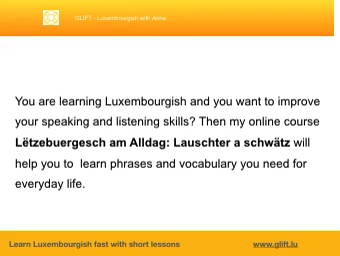 GLIFT - Luxembourgish with Anne
You are learning Luxembourgish and you want to improve
your speaking and listening skills? Then my online course
Lëtzebuergesch am Alldag: Lauschter a schwätz will
help you to  learn phrases and vocabulary you need for
everyday life.
Learn Luxembourgish fast with short lessons
www.glift.lu